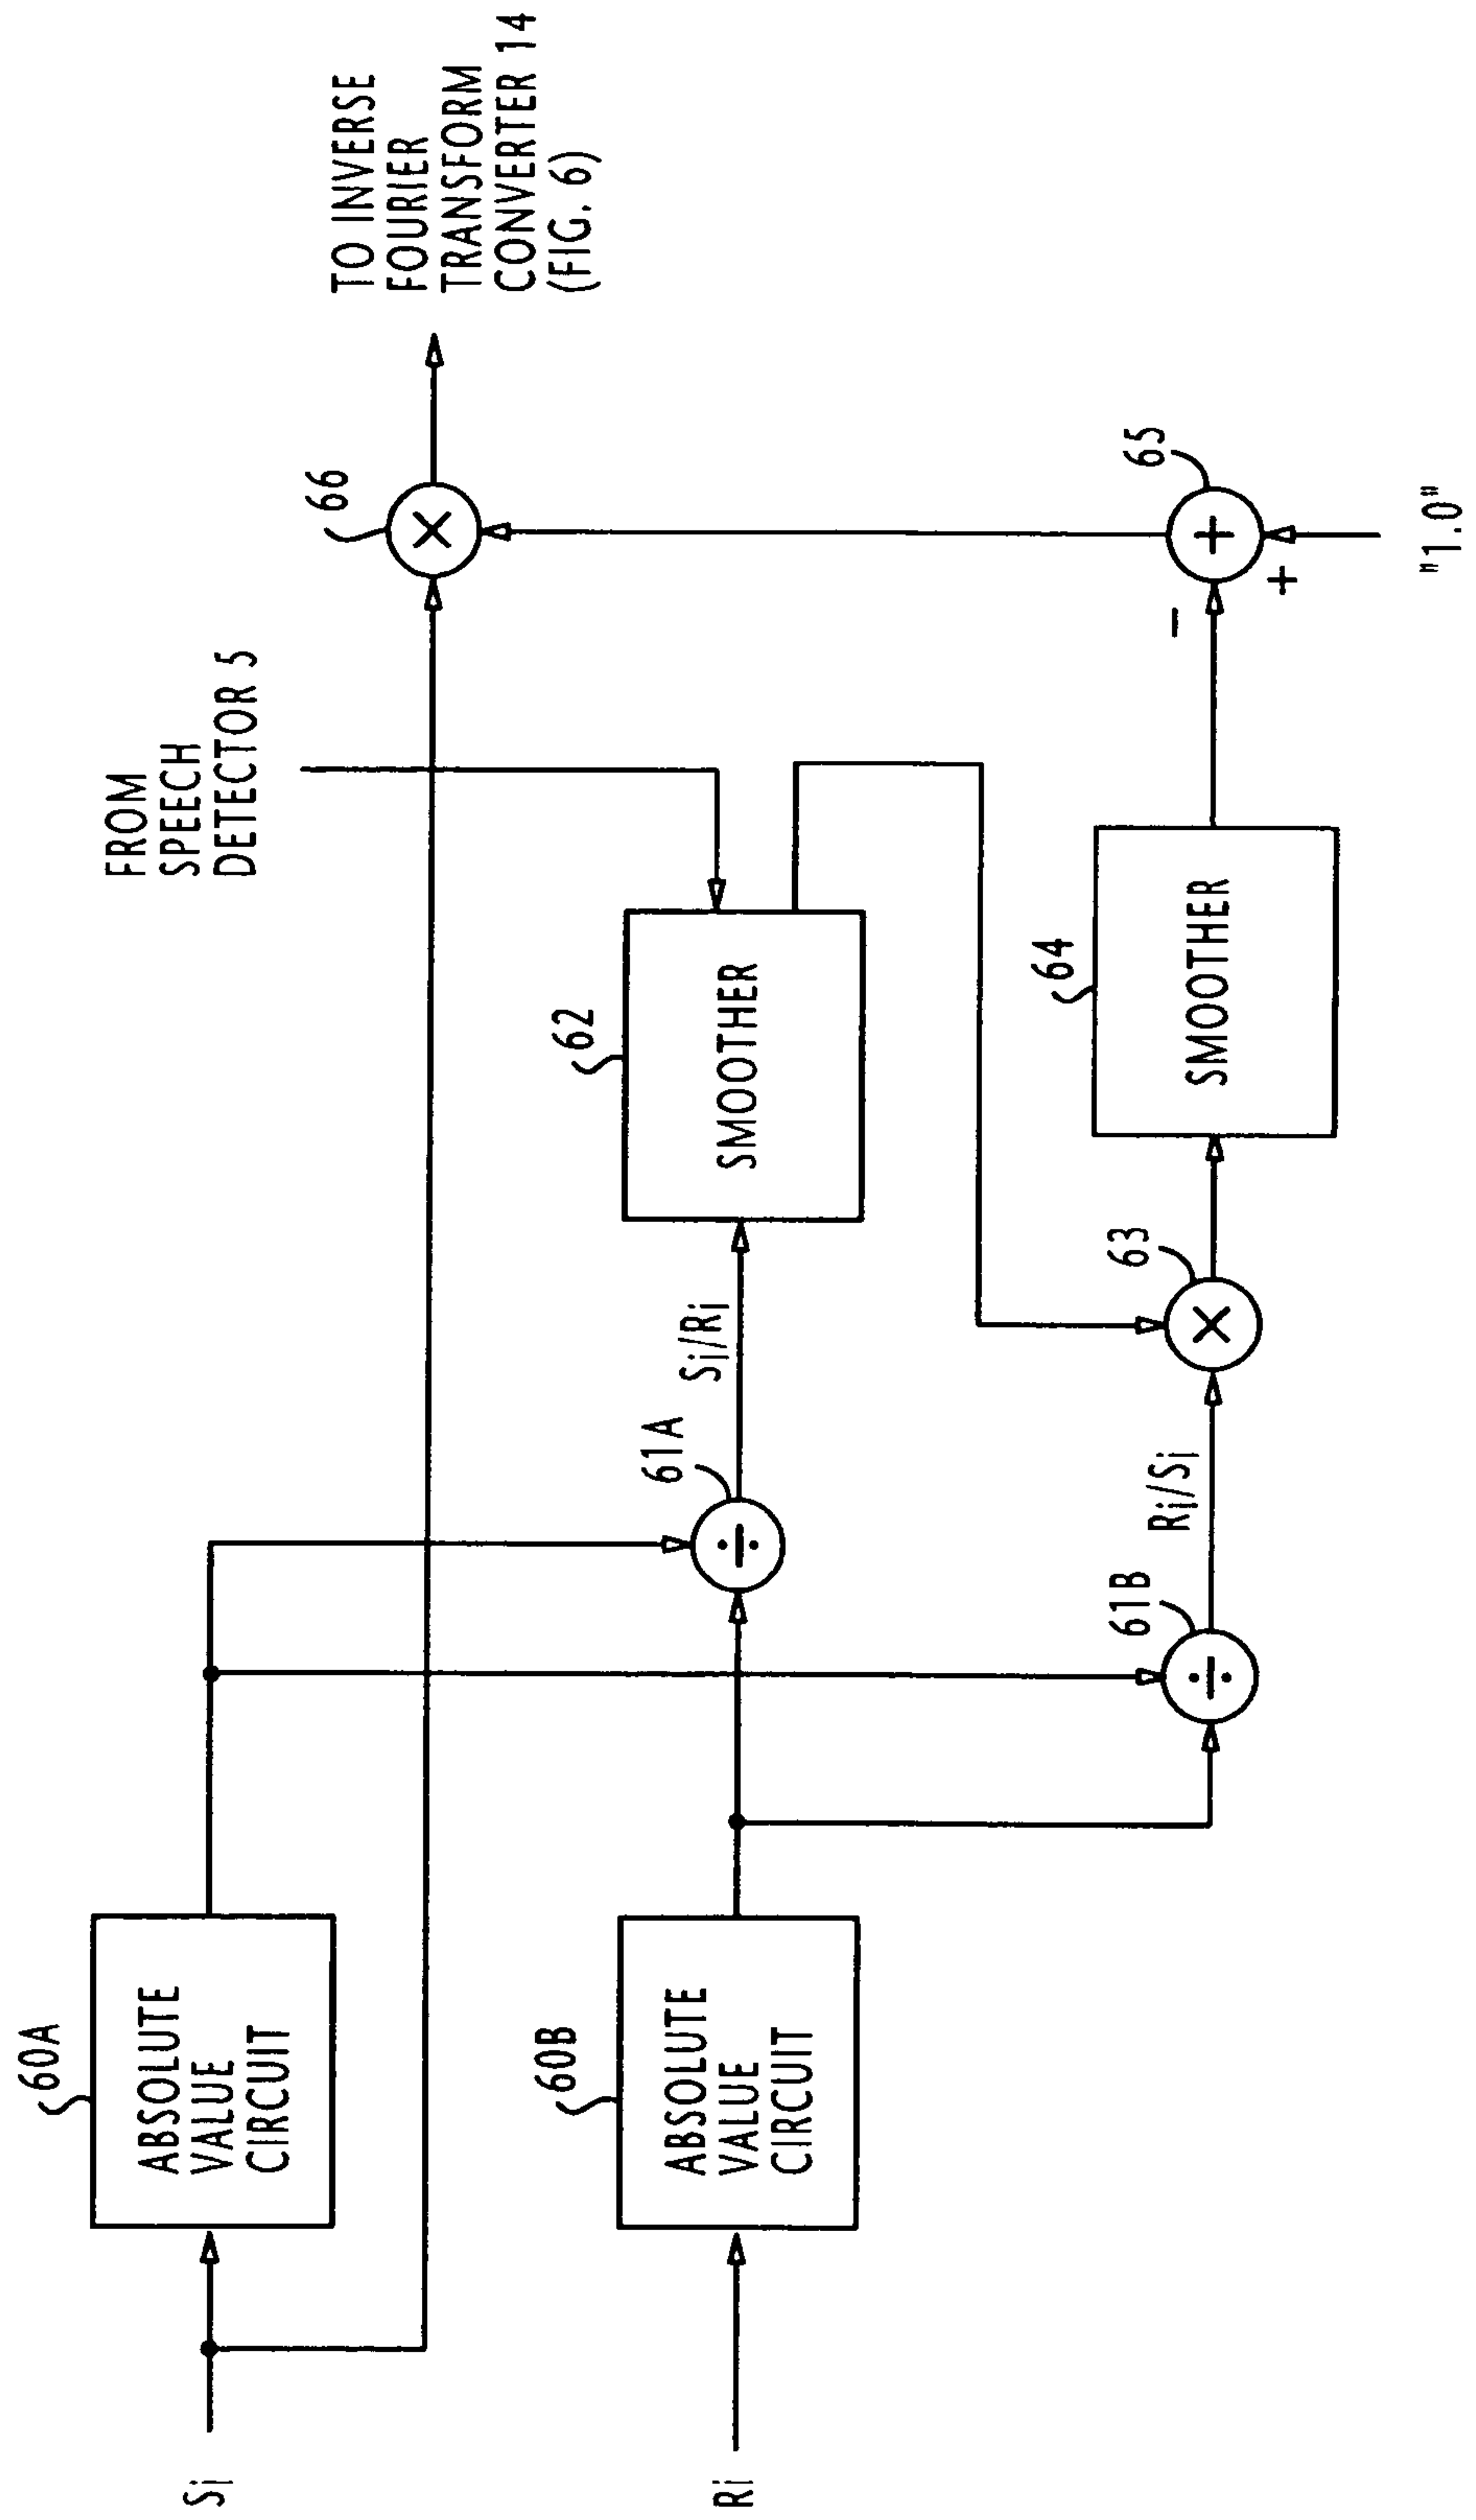 Si
60A
ABSOLUTE
VALUE
CIRCUIT
Ri
60B
ABSOLUTE
VALUE
CIRCUIT
61A
Si/Ri
61B
Ri/Si
62
SMOOTHER
FROM
SPEECH
DETECTOR 5
63
64
SMOOTHER
-
+
"1.0"
65
66
TO INVERSE
FOURIER
TRANSFORM
CONVERTER 14
(FIG. 6)